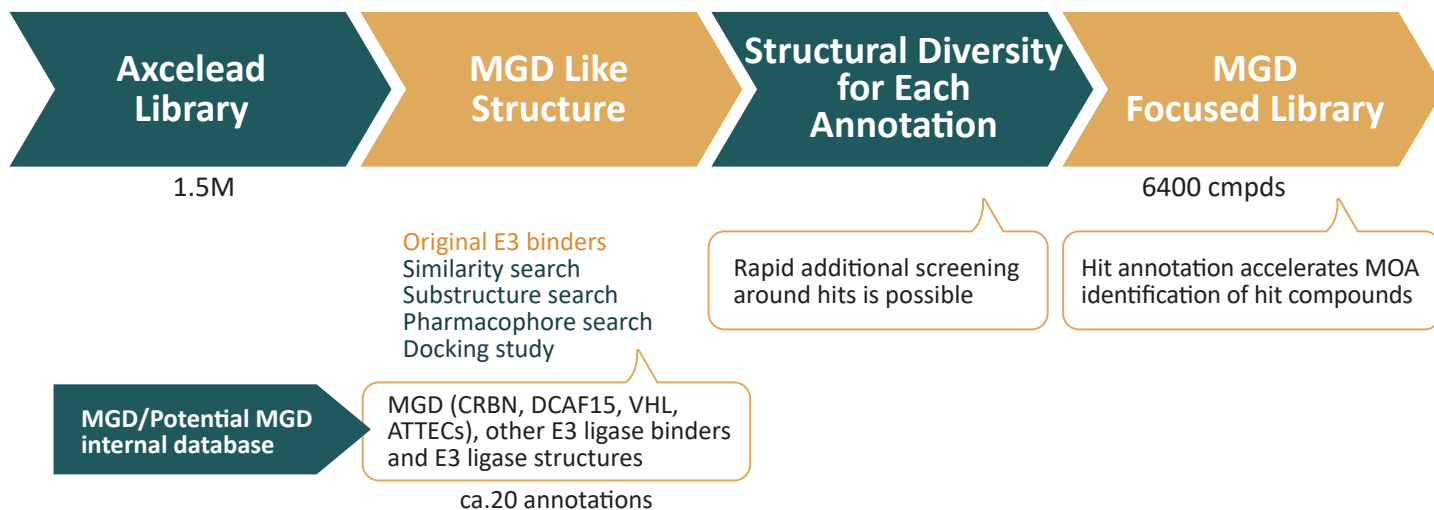 Axcelead
Library
MGD Like
Structure
Structural Diversity
for Each
Annotation
MGD
Focused Library
1.5M
6400 cmpds
Original E3 binders
Similarity search
Substructure search
Pharmacophore search
Docking study
Rapid additional screening
around hits is possible
Hit annotation accelerates MOA
identification of hit compounds
MGD/Potential MGD
internal database
MGD (CRBN, DCAF15, VHL,
ATTECs), other E3 ligase binders
and E3 ligase structures
ca.20 annotations